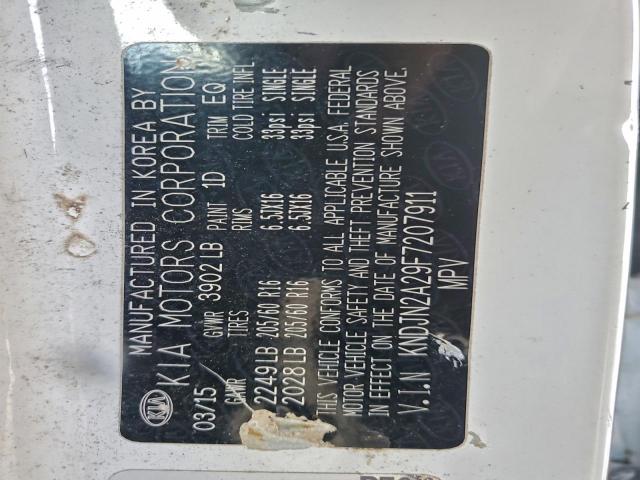 MANUFACTURED IN KOREA BY
KIA KIA MOTORS CORPORATION
03/15 GVWR 3902LB PAINT 1D TRIM EQ
GAWR TIRES RIMS COLD TIRE INFL
2249LB 205/60 R16 6.5JX16 33psi SINGLE
2028LB 205/60 R16 6.5JX16 33psi SINGLE
THIS VEHICLE CONFORMS TO ALL APPLICABLE U.S.A. FEDERAL
MOTOR VEHICLE SAFETY AND THEFT PREVENTION STANDARDS
IN EFFECT ON THE DATE OF MANUFACTURE SHOWN ABOVE.
V.I.N KNDJN2A29F7207911
MPV